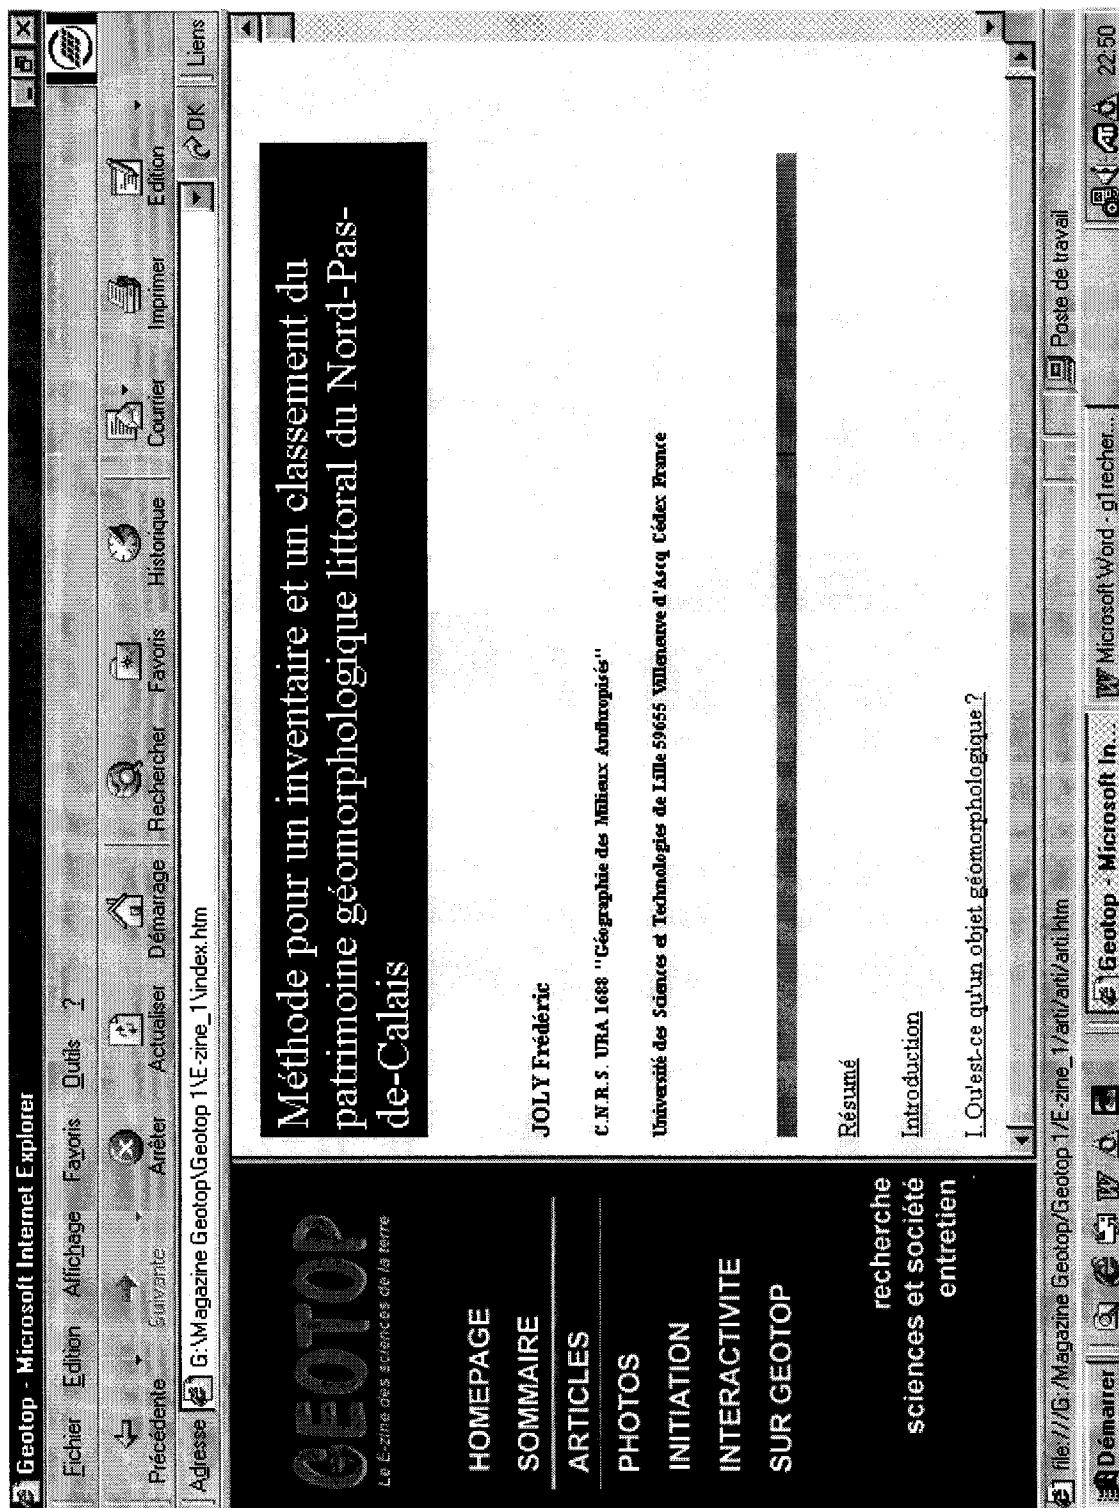 Geotop - Microsoft Internet Explorer
Fichier Edition Affichage Favoris Outils ?
Précédente Suivante Arrêter Actualiser Démarrage Rechercher Favoris Historique Courrier Imprimer Edition
Adresse G:\Magazine Geotop\Geotop 1\E-zine_1\index.htm OK Liens
GEOTOP
Le E-zine des sciences de la terre
HOMEPAGE
SOMMAIRE
ARTICLES
PHOTOS
INITIATION
INTERACTIVITE
SUR GEOTOP
recherche
sciences et société
entretien
Méthode pour un inventaire et un classement du
patrimoine géomorphologique littoral du Nord-Pas-
de-Calais
JOLY Frédéric
C.N.R.S. URA 1688 "Géographie des Milieux Anthropisés"
Université des Sciences et Technologies de Lille 59655 Villeneuve d'Ascq Cédex France
Résumé
Introduction
I. Qu'est-ce qu'un objet géomorphologique ?
file:///G:/Magazine Geotop/Geotop 1/E-zine_1/arti/arti/arti.htm Poste de travail
Démarrer Geotop - Microsoft In... Microsoft Word - g1recher... 22:50